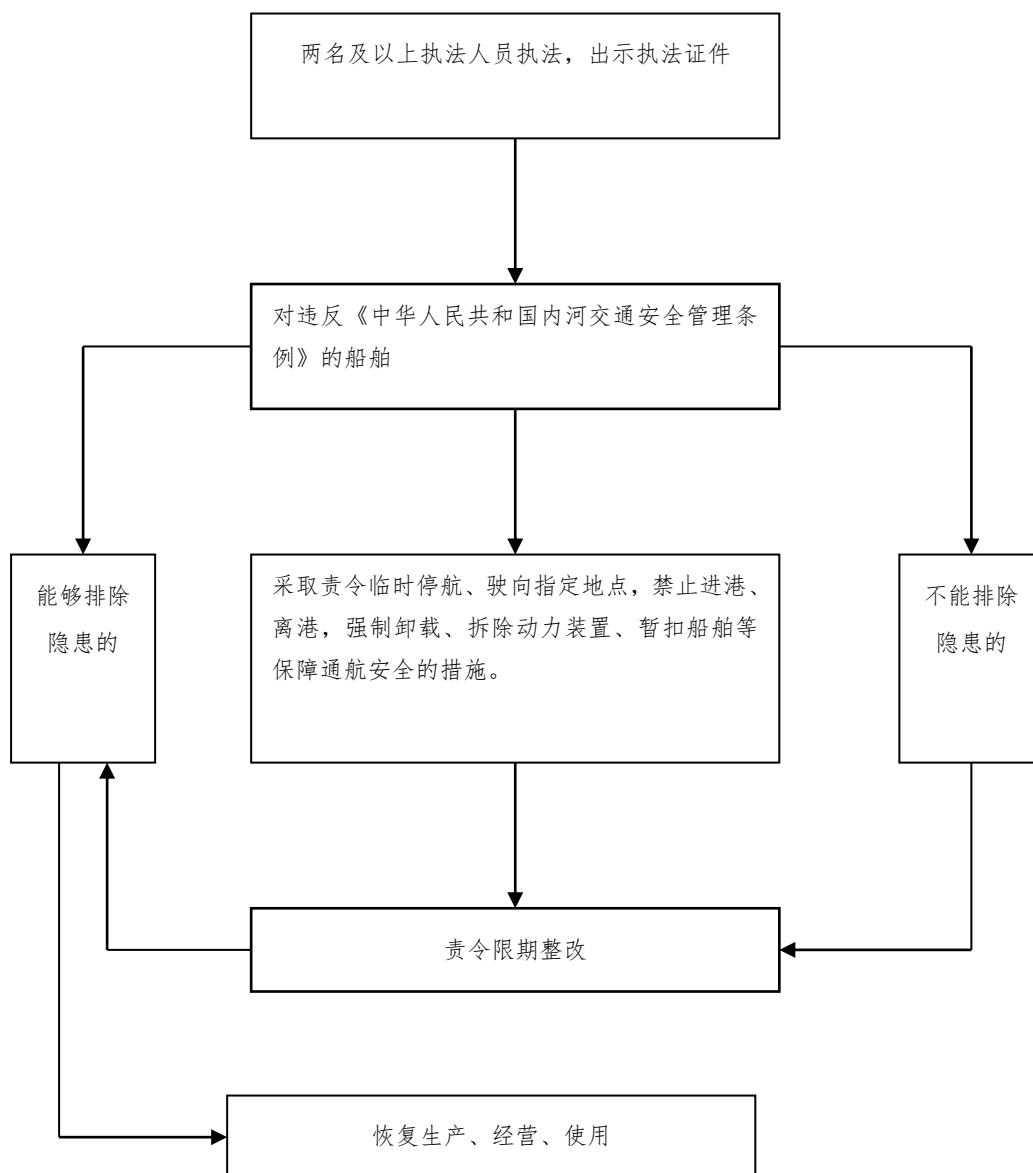 两名及以上执法人员执法，出示执法证件
对违反《中华人民共和国内河交通安全管理条
例》的船舶
能够排除
隐患的
采取责令临时停航、驶向指定地点，禁止进港、
离港，强制卸载、拆除动力装置、暂扣船舶等
保障通航安全的措施。
不能排除
隐患的
责令限期整改
恢复生产、经营、使用